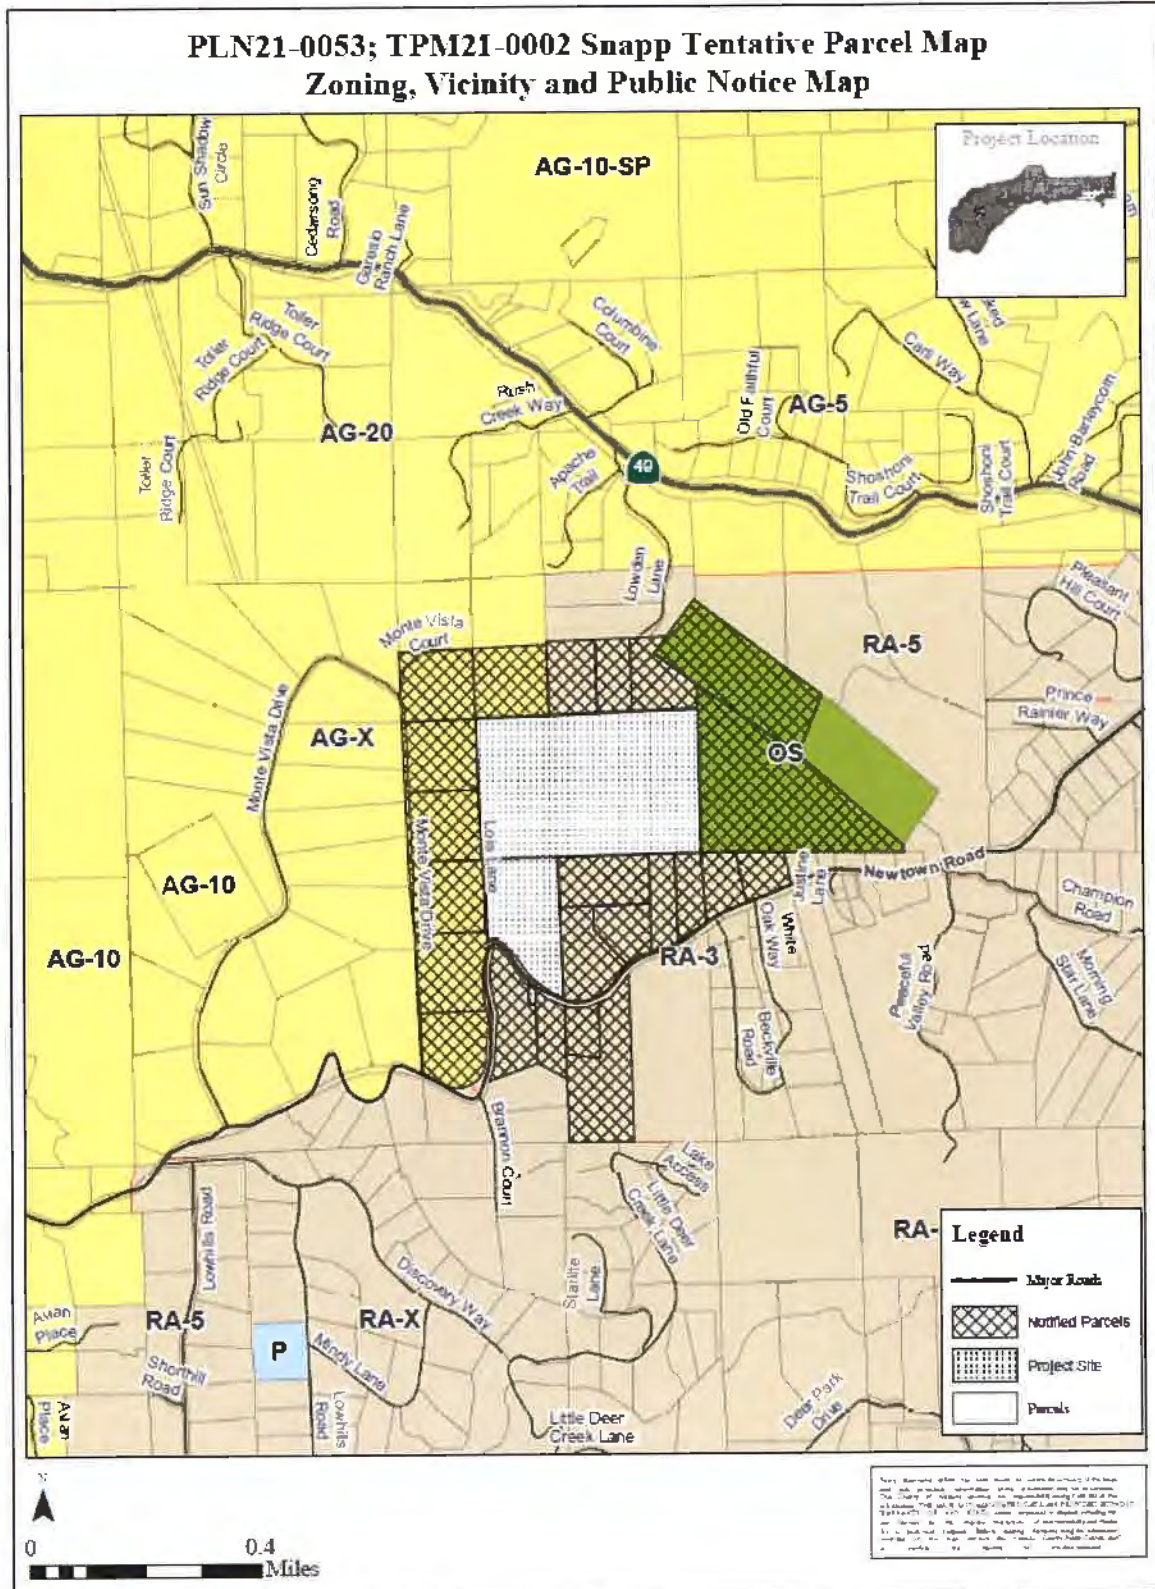 PLN21-0053; TPM21-0002 Snapp Tentative Parcel Map
Zoning, Vicinity and Public Notice Map
Project Location
AG-10-SP
Sun Shadow
Circle
Cedarsong
Road
Garesio
Ranch Lane
Toller
Ridge Court
Toller
Ridge Court
Toller
Ridge Court
AG-20
Columbine
Court
Rush
Creek Way
Apache
Trail
49
Old Faithful
Court
AG-5
Carli Way
Lane
Shoshoni
Trail Court
Shoshoni
Trail Court
John Barleycorn
Road
Lowden
Lane
Pleasant
Hill Court
RA-5
Prince
Rainier Way
Monte Vista
Court
Monte Vista Drive
AG-X
OS
Lois Lane
Monte Vista Drive
AG-10
AG-10
Justine
Lane
Newtown Road
Champion
Road
White
Oak Way
RA-3
Beckville
Road
Peaceful
Valley Road
Morning
Star Lane
Brannon Court
Lake
Access
Little Deer
Creek Lane
Lowhills Road
Discovery Way
Starlite
Lane
RA-
RA-5
RA-X
P
Mindy Lane
Avian
Place
Shorthill
Road
Lowhills
Road
Avian
Place
Little Deer
Creek Lane
Deer Park
Drive
Legend
Major Roads
Notified Parcels
Project Site
Parcels
N
0 0.4
Miles